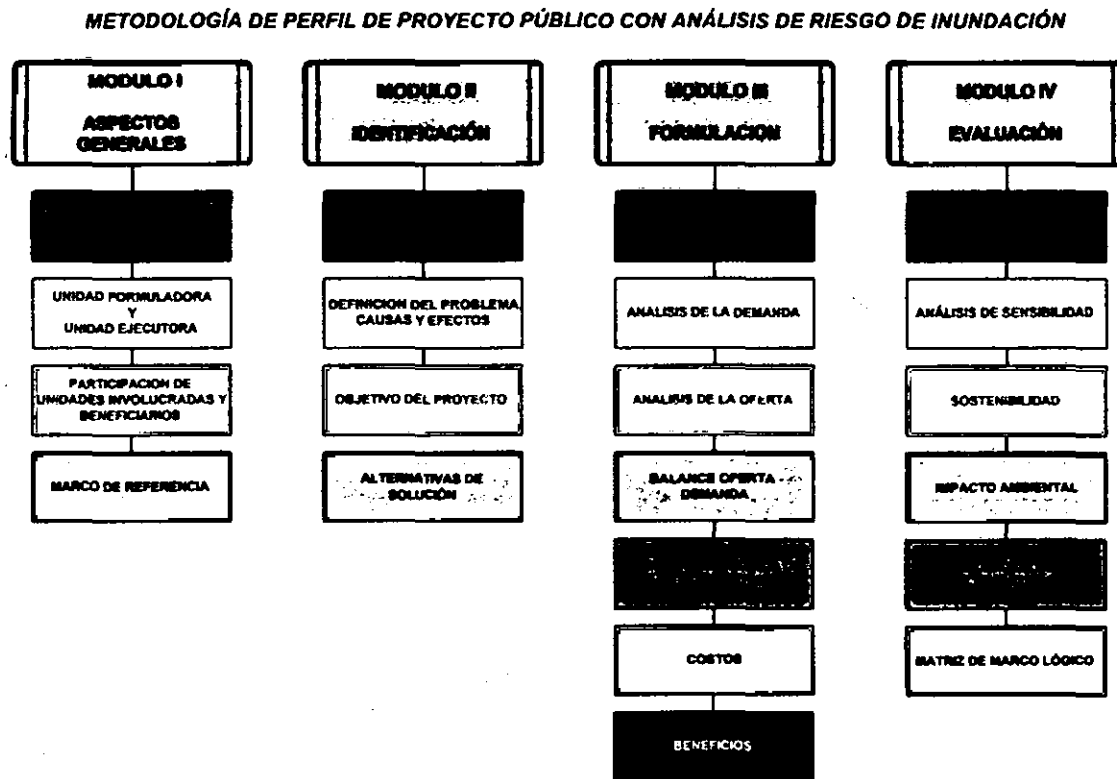 METODOLOGÍA DE PERFIL DE PROYECTO PÚBLICO CON ANÁLISIS DE RIESGO DE INUNDACIÓN
MODULO I
ASPECTOS
GENERALES
UNIDAD FORMULADORA
Y
UNIDAD EJECUTORA
PARTICIPACION DE
UNIDADES INVOLUCRADAS Y
BENEFICIARIOS
MARCO DE REFERENCIA
MODULO II
IDENTIFICACIÓN
DEFINICION DEL PROBLEMA,
CAUSAS Y EFECTOS
OBJETIVO DEL PROYECTO
ALTERNATIVAS DE
SOLUCIÓN
MODULO III
FORMULACION
ANALISIS DE LA DEMANDA
ANALISIS DE LA OFERTA
BALANCE OFERTA
DEMANDA
COSTOS
BENEFICIOS
MODULO IV
EVALUACIÓN
ANÁLISIS DE SENSIBILIDAD
SOSTENIBILIDAD
IMPACTO AMBIENTAL
MATRIZ DE MARCO LÓGICO